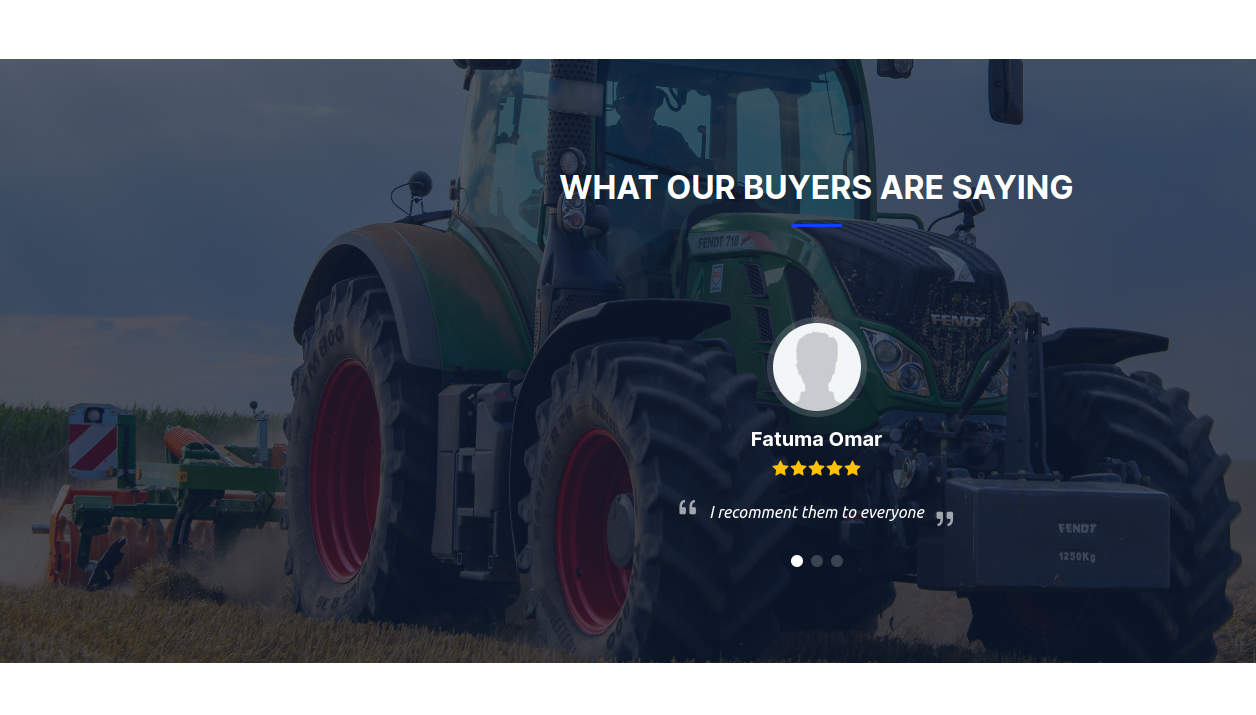 WHAT OUR BUYERS ARE SAYING
FENDT 718
FENDT
Fatuma Omar
“ I recomment them to everyone ”
FENDT
1250Kg